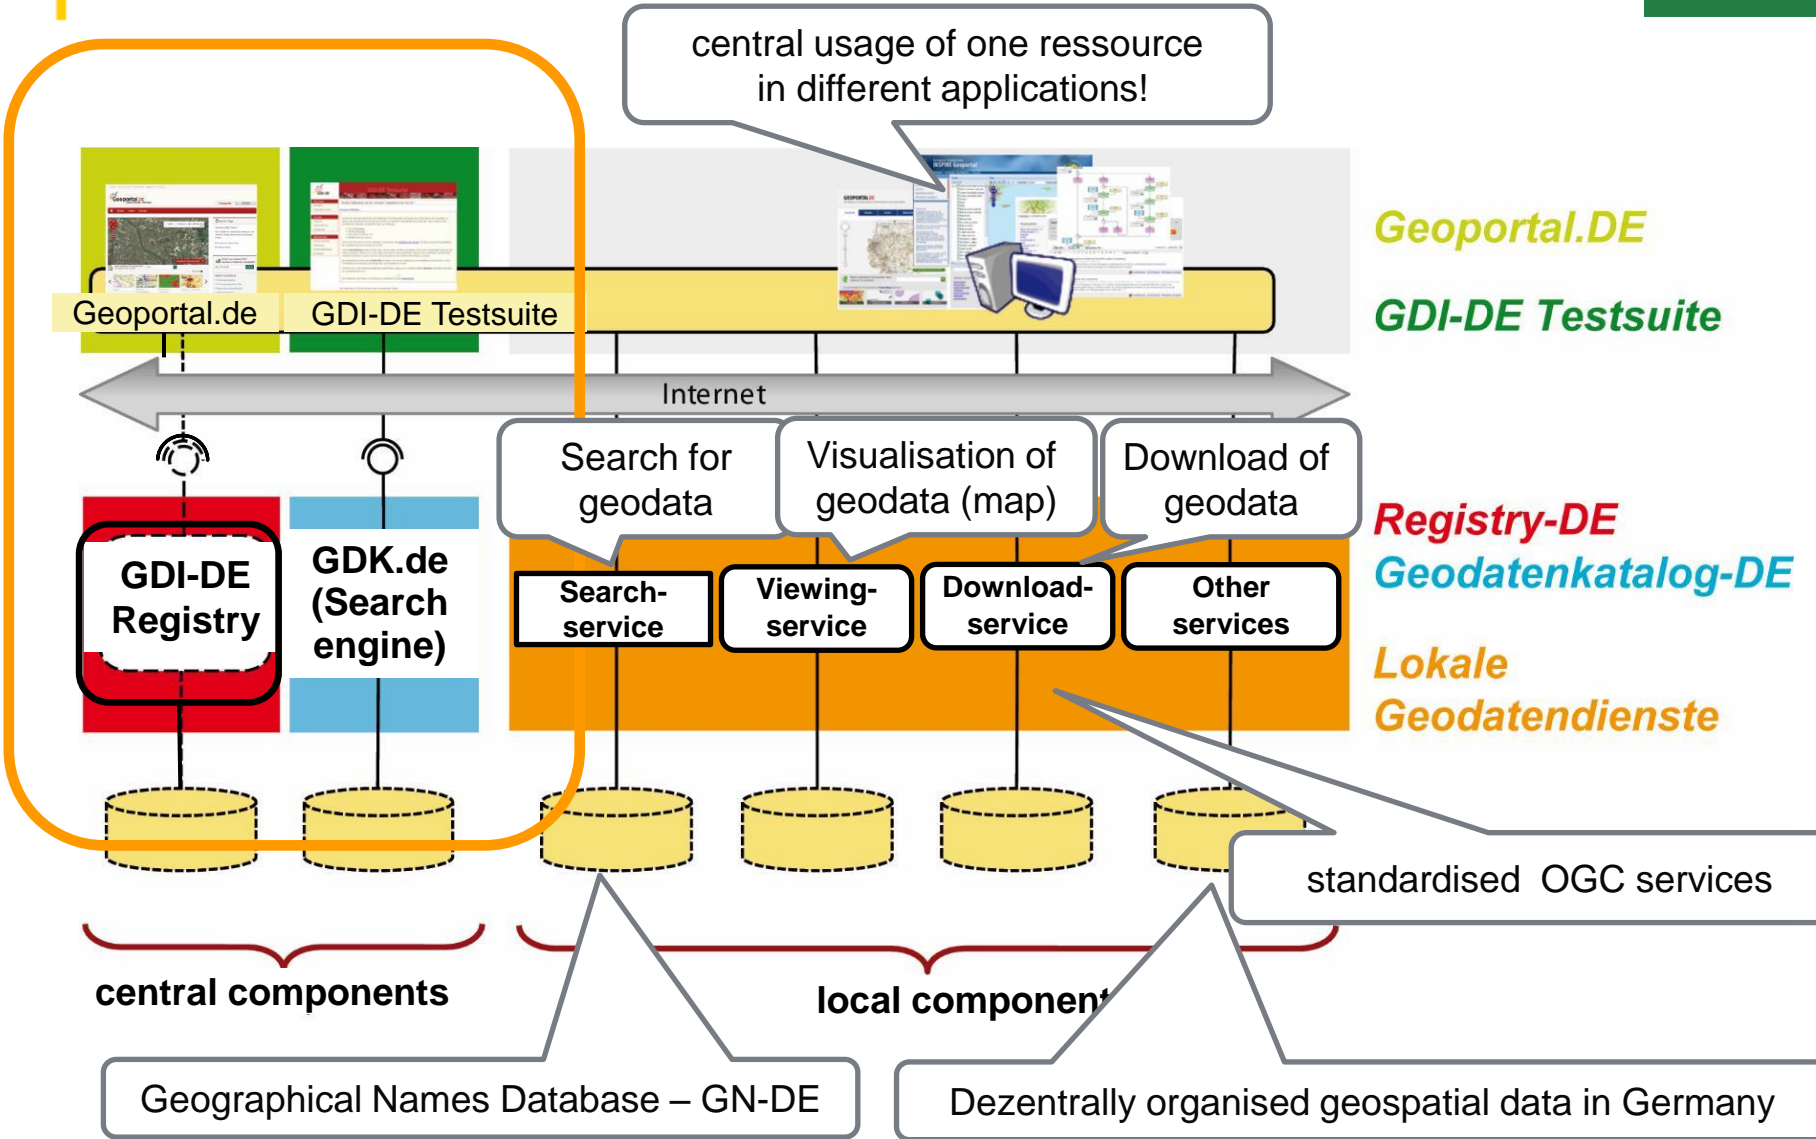 central usage of one ressource
in different applications!
Geoportal.DE
GDI-DE Testsuite
Geoportal.de
GDI-DE Testsuite
Internet
Search for
geodata
Visualisation of
geodata (map)
Download of
geodata
Registry-DE
Geodatenkatalog-DE
Lokale
Geodatendienste
GDI-DE
Registry
GDK.de
(Search
engine)
Search-
service
Viewing-
service
Download-
service
Other
services
standardised OGC services
central components
local component
Geographical Names Database – GN-DE
Dezentrally organised geospatial data in Germany